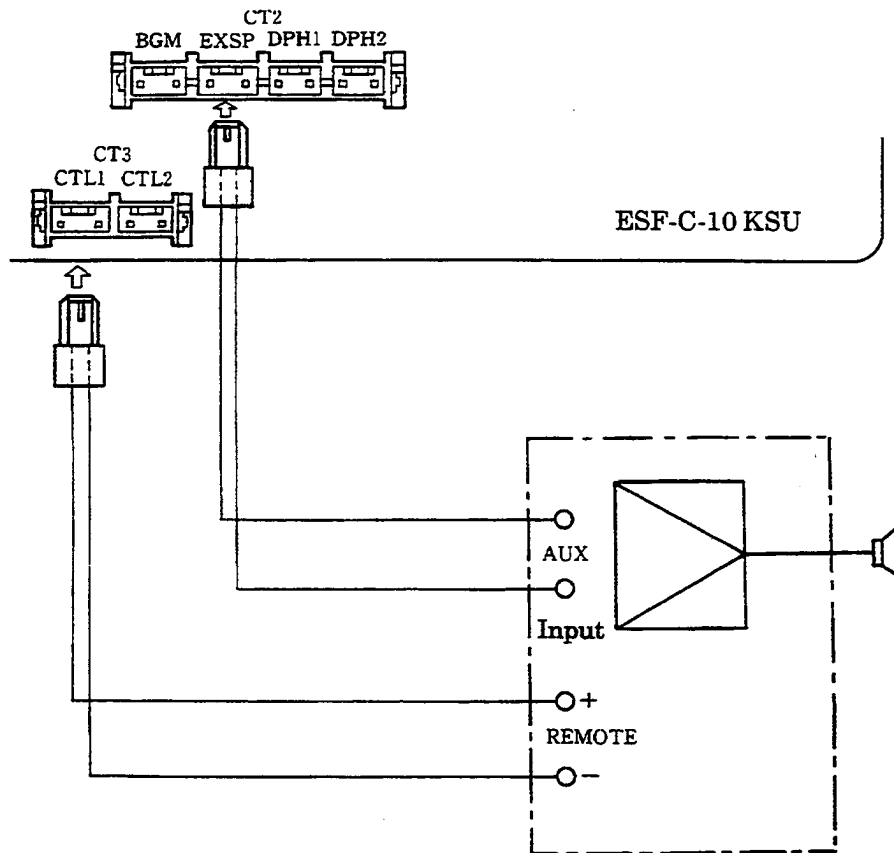 CT2
BGM EXSP DPH1 DPH2
CT3
CTL1 CTL2
ESF-C-10 KSU
AUX
Input
+
REMOTE
−